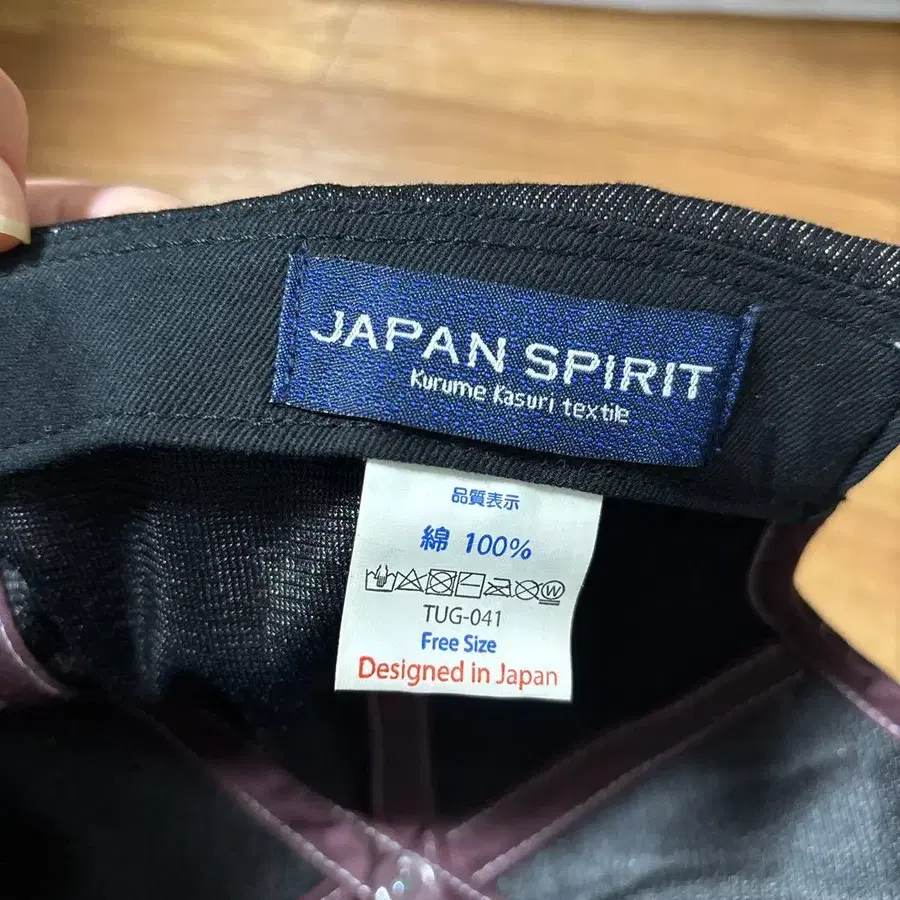 JAPAN SPIRIT
Kurume Kasuri textile
品質表示
綿 100%
W
TUG-041
Free Size
Designed in Japan